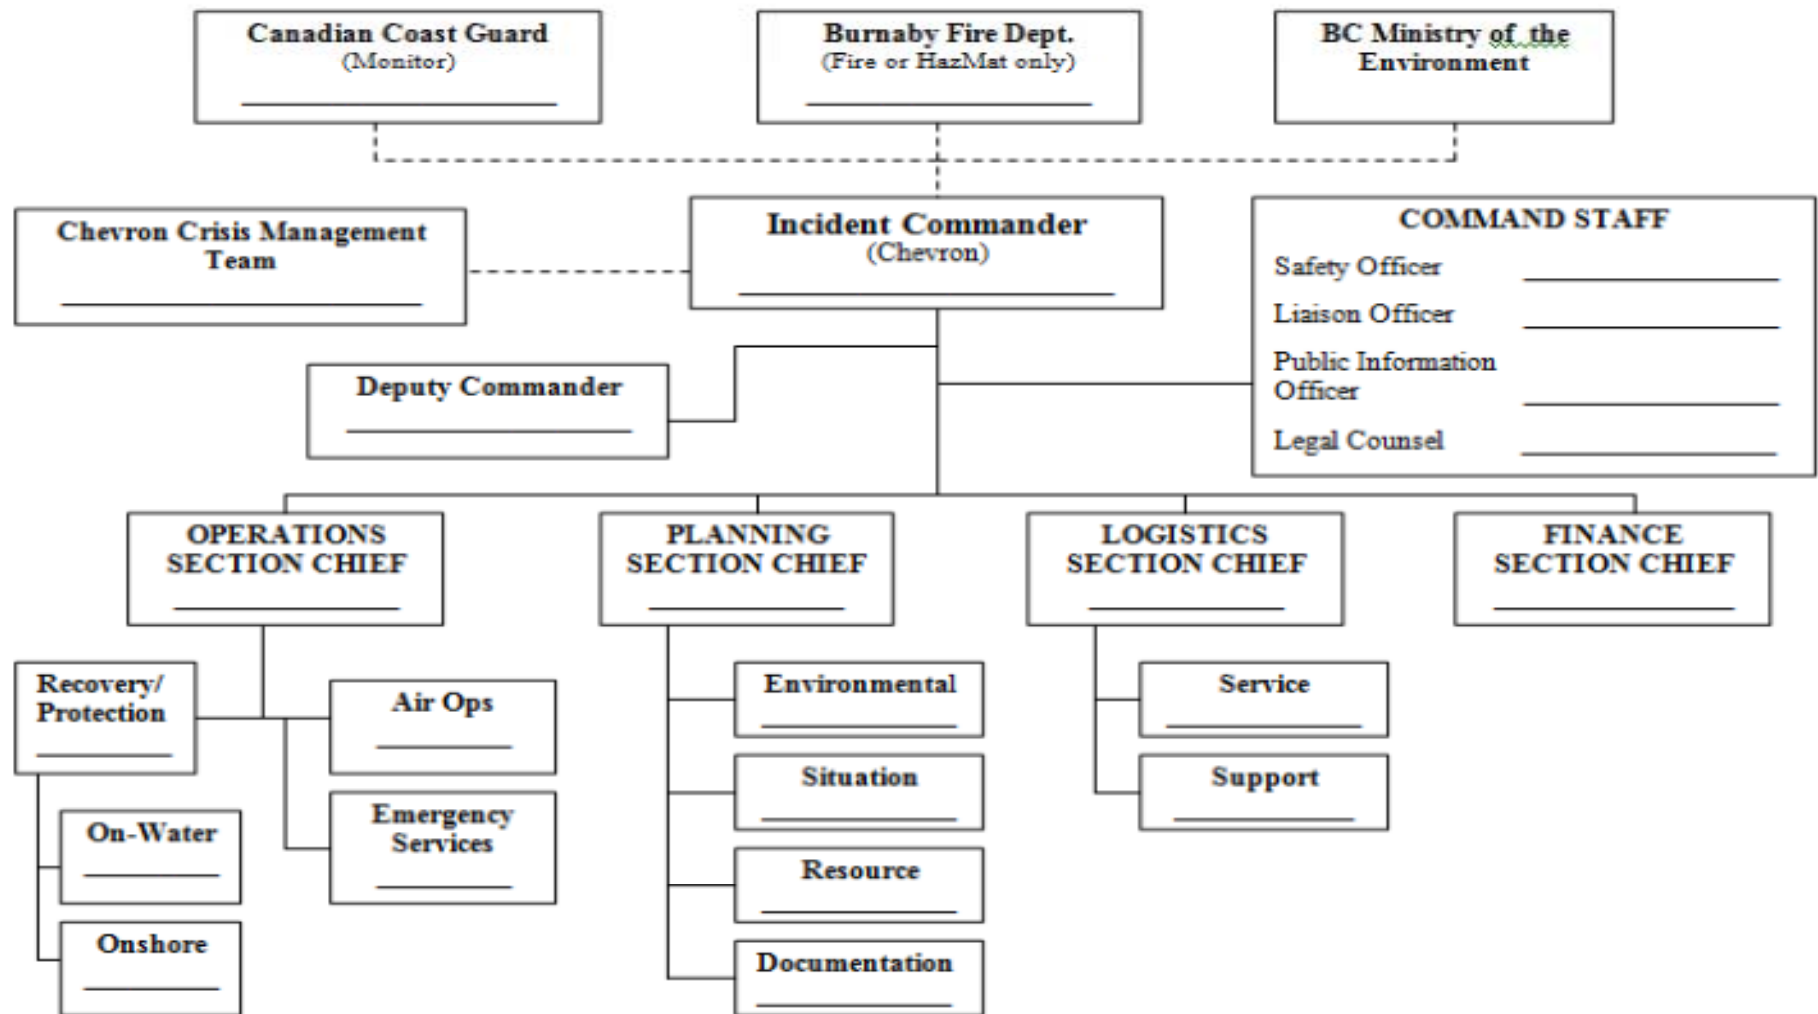 Canadian Coast Guard
(Monitor)
Burnaby Fire Dept.
(Fire or HazMat only)
BC Ministry of the
Environment
Chevron Crisis Management
Team
Incident Commander
(Chevron)
COMMAND STAFF
Safety Officer
Liaison Officer
Public Information
Officer
Legal Counsel
Deputy Commander
OPERATIONS
SECTION CHIEF
PLANNING
SECTION CHIEF
LOGISTICS
SECTION CHIEF
FINANCE
SECTION CHIEF
Recovery/
Protection
Air Ops
On-Water
Emergency
Services
Onshore
Environmental
Situation
Resource
Documentation
Service
Support